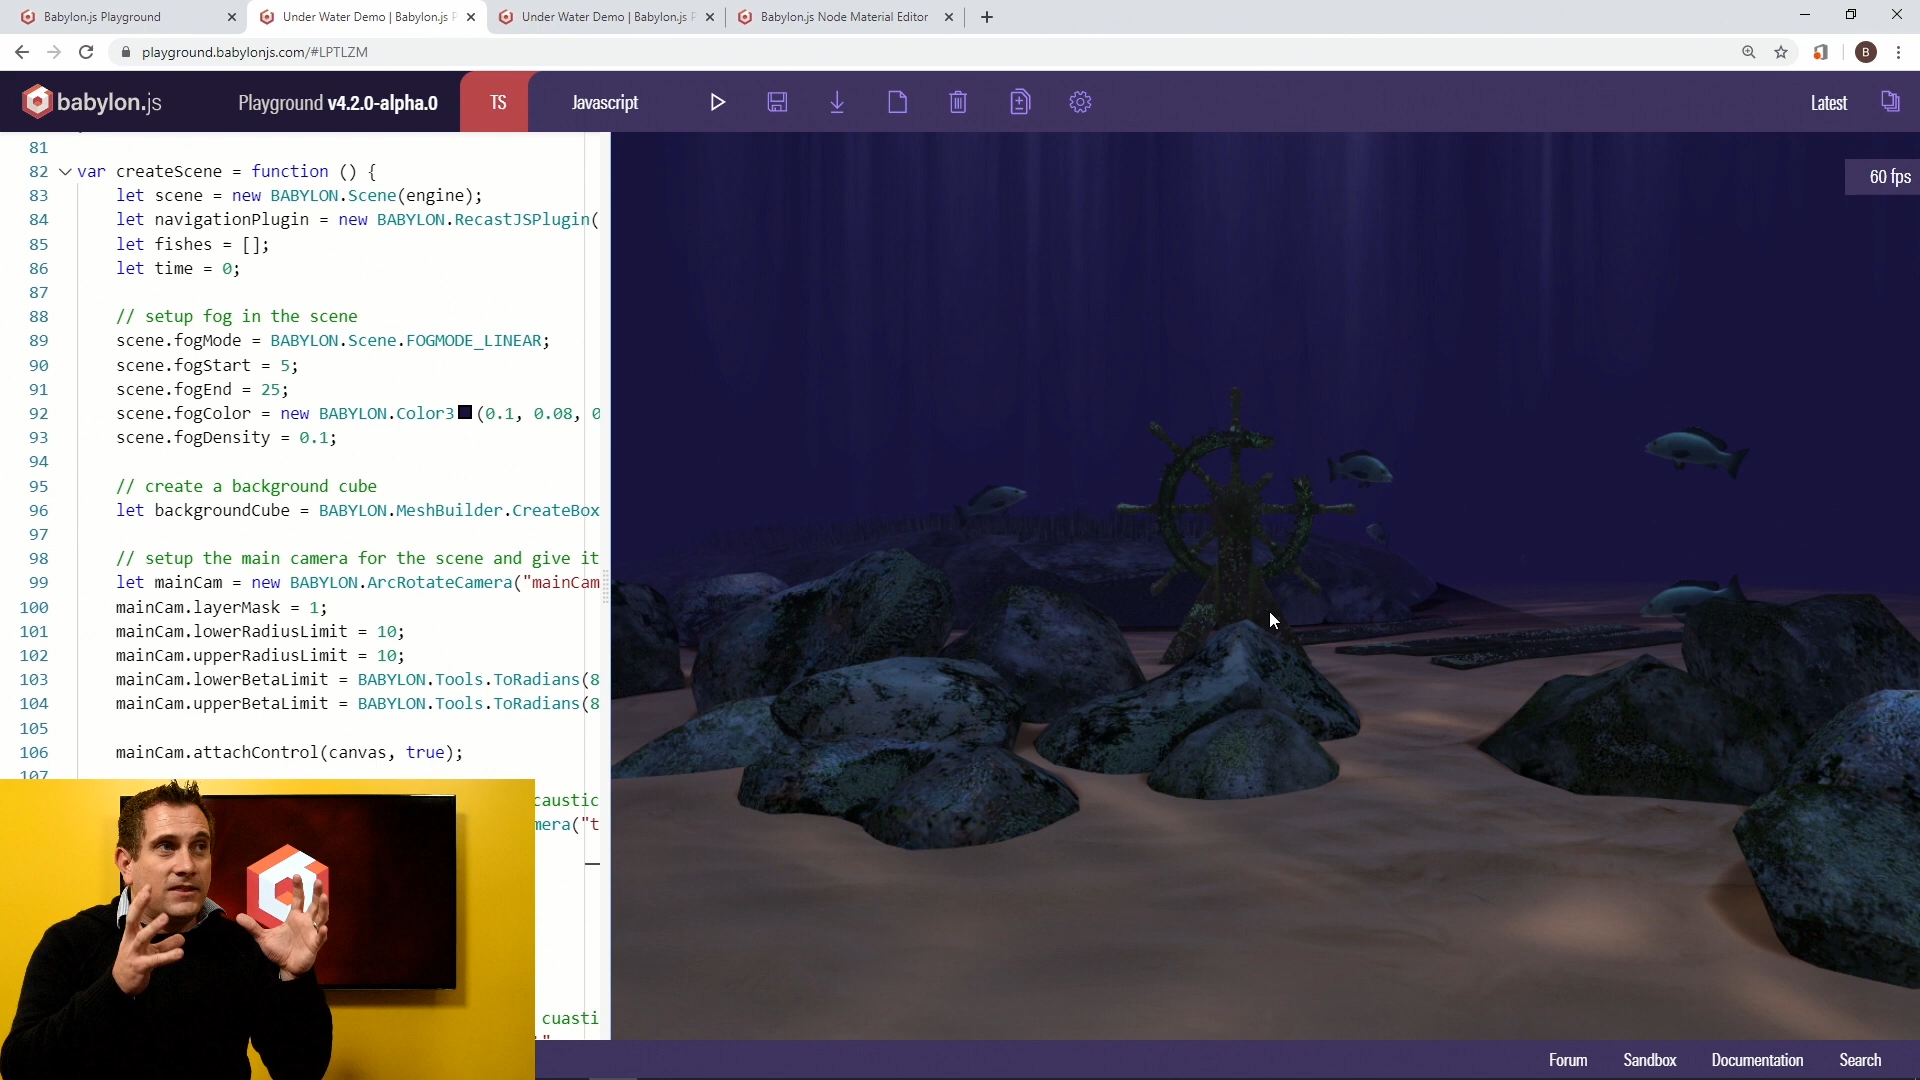 Babylon.js Playground
Under Water Demo | Babylon.js P
Under Water Demo | Babylon.js P
Babylon.js Node Material Editor
playground.babylonjs.com/#LPTLZM
B
babylon.js
Playground v4.2.0-alpha.0
TS
Javascript
Latest
60 fps
81
82 var createScene = function () {
83 let scene = new BABYLON.Scene(engine);
84 let navigationPlugin = new BABYLON.RecastJSPlugin(
85 let fishes = [];
86 let time = 0;
87
88 // setup fog in the scene
89 scene.fogMode = BABYLON.Scene.FOGMODE_LINEAR;
90 scene.fogStart = 5;
91 scene.fogEnd = 25;
92 scene.fogColor = new BABYLON.Color3(0.1, 0.08, 0
93 scene.fogDensity = 0.1;
94
95 // create a background cube
96 let backgroundCube = BABYLON.MeshBuilder.CreateBox
97
98 // setup the main camera for the scene and give it
99 let mainCam = new BABYLON.ArcRotateCamera("mainCam
100 mainCam.layerMask = 1;
101 mainCam.lowerRadiusLimit = 10;
102 mainCam.upperRadiusLimit = 10;
103 mainCam.lowerBetaLimit = BABYLON.Tools.ToRadians(8
104 mainCam.upperBetaLimit = BABYLON.Tools.ToRadians(8
105
106 mainCam.attachControl(canvas, true);
107
caustic
mera("t
cuasti
Forum
Sandbox
Documentation
Search